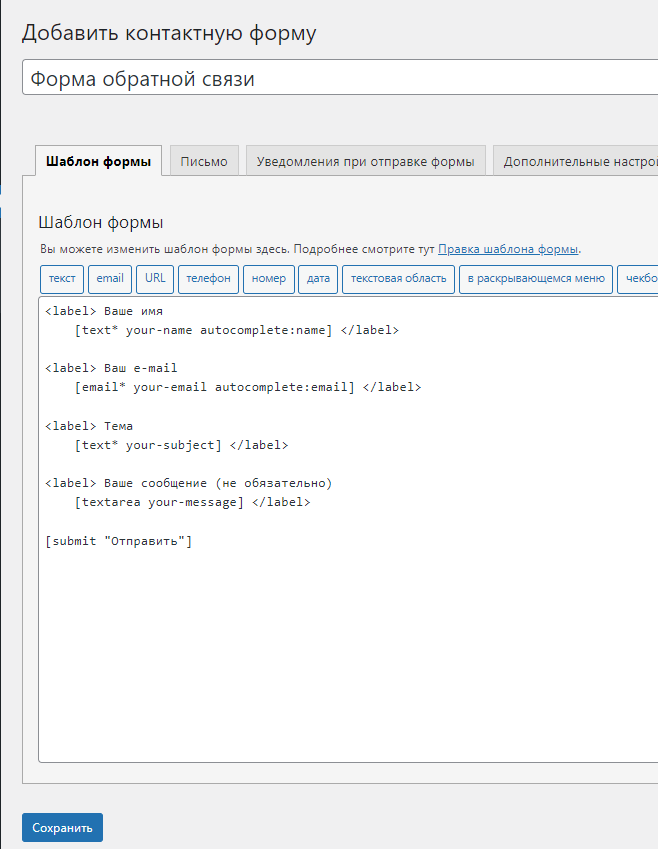 Добавить контактную форму
Форма обратной связи
Шаблон формы Письмо Уведомления при отправке формы Дополнительные настро
Шаблон формы
Вы можете изменить шаблон формы здесь. Подробнее смотрите тут Правка шаблона формы.
текст email URL телефон номер дата текстовая область в раскрывающемся меню чекбо
<label> Ваше имя
[text* your-name autocomplete:name] </label>
<label> Ваш e-mail
[email* your-email autocomplete:email] </label>
<label> Тема
[text* your-subject] </label>
<label> Ваше сообщение (не обязательно)
[textarea your-message] </label>
[submit "Отправить"]
Сохранить